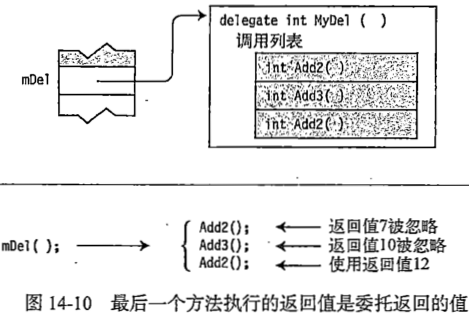 delegate int MyDel ( )
调用列表
mDel
int Add2( )
int Add3( )
int Add2( )
mDel( );
Add2();
返回值7被忽略
Add3();
返回值10被忽略
Add2();
使用返回值12
图 14-10 最后一个方法执行的返回值是委托返回的值